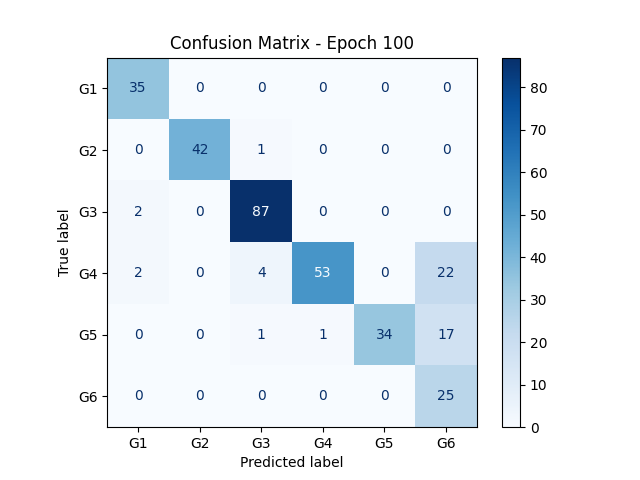 Confusion Matrix - Epoch 100
True label
G1 35 0 0 0 0 0
G2 0 42 1 0 0 0
G3 2 0 87 0 0 0
G4 2 0 4 53 0 22
G5 0 0 1 1 34 17
G6 0 0 0 0 0 25
G1 G2 G3 G4 G5 G6
Predicted label
80
70
60
50
40
30
20
10
0